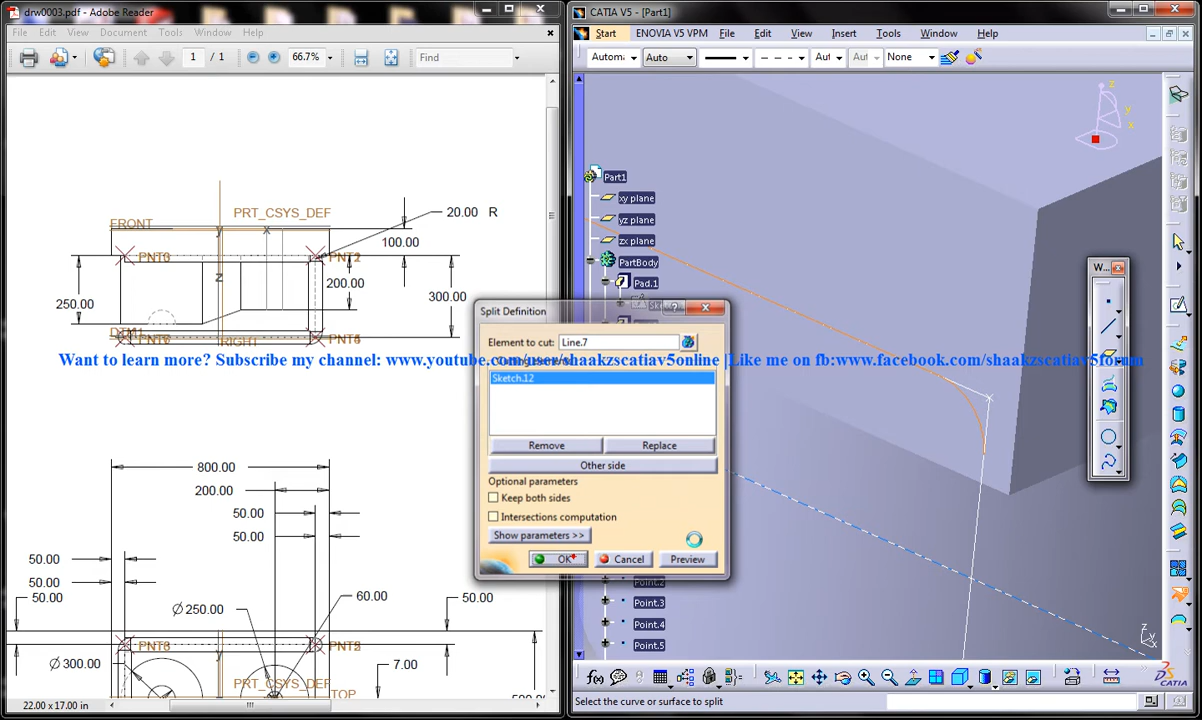 drw0003.pdf - Adobe Reader
File Edit View Document Tools Window Help
1 / 1 66.7% Find
PRT_CSYS_DEF
20.00 R
FRONT
100.00
200.00
250.00
300.00
RIGHT
800.00
200.00
50.00
50.00
50.00
50.00
50.00
60.00
50.00
Ø 250.00
Ø 300.00
7.00
PRT_CSYS_DEF
TOP
22.00 x 17.00 in
Want to learn more? Subscribe my channel: www.youtube.com/user/shaakzscatiav5online |Like me on fb:www.facebook.com/shaakzscatiav5forum
CATIA V5 - [Part1]
Start ENOVIA V5 VPM File Edit View Insert Tools Window Help
Auto Aut Aut None
Part1
xy plane
yz plane
zx plane
PartBody
Pad.1
Split Definition
Element to cut: Line.7
Sketch.12
Remove Replace
Other side
Optional parameters
Keep both sides
Intersections computation
Show parameters >>
OK Cancel Preview
Point.2
Point.3
Point.4
Point.5
W...
z
y
x
CATIA
Select the curve or surface to split